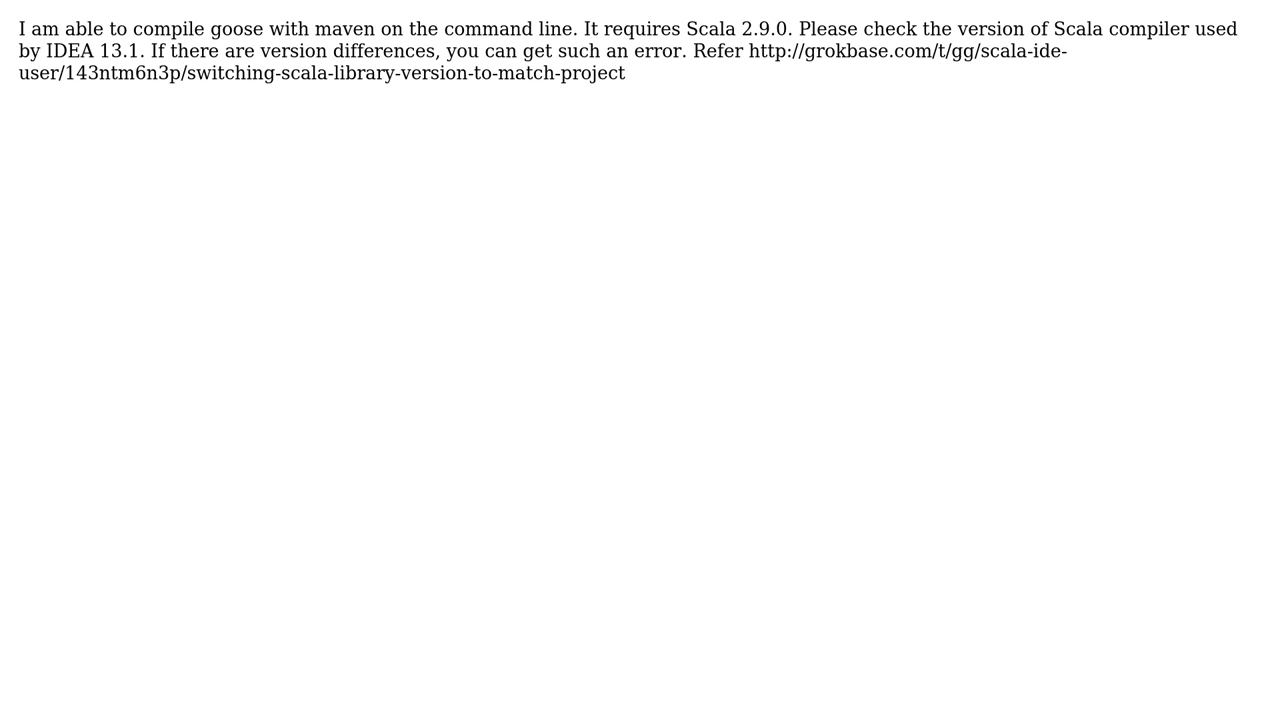 I am able to compile goose with maven on the command line. It requires Scala 2.9.0. Please check the version of Scala compiler used
by IDEA 13.1. If there are version differences, you can get such an error. Refer http://grokbase.com/t/gg/scala-ide-
user/143ntm6n3p/switching-scala-library-version-to-match-project